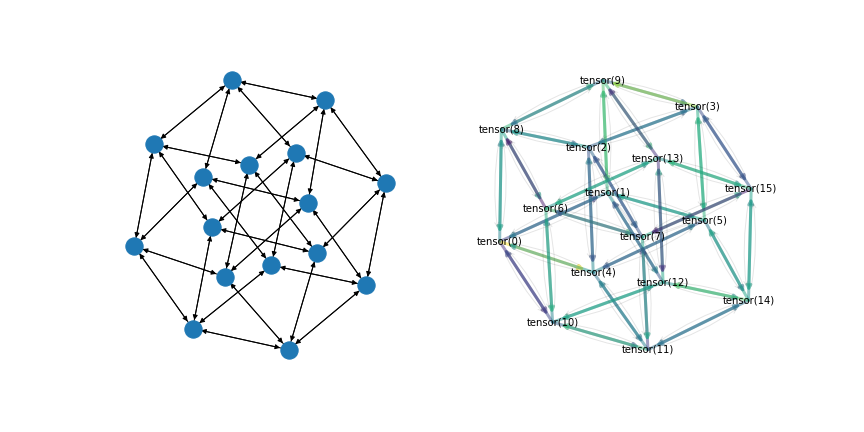 tensor(9)
tensor(3)
tensor(8)
tensor(2)
tensor(13)
tensor(15)
tensor(1)
tensor(6)
tensor(5)
tensor(7)
tensor(0)
tensor(4)
tensor(12)
tensor(14)
tensor(10)
tensor(11)